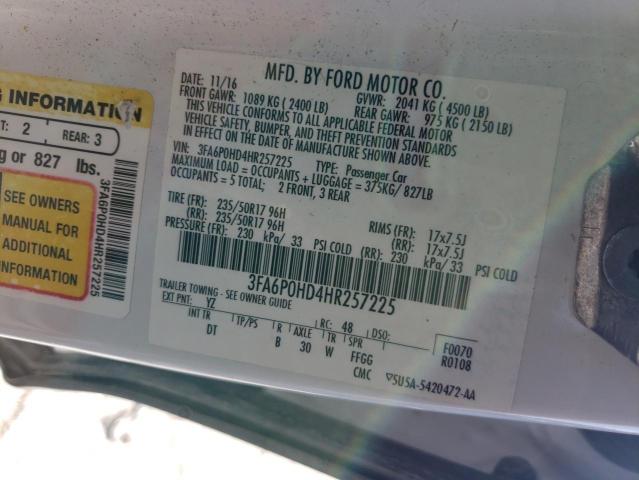 G INFORMATION
T: 2 REAR: 3
g or 827 lbs.
SEE OWNERS
MANUAL FOR
ADDITIONAL
INFORMATION
3FA6P0HD4HR257225
MFD. BY FORD MOTOR CO.
DATE: 11/16 GVWR: 2041 KG ( 4500 LB)
FRONT GAWR: 1089 KG ( 2400 LB) REAR GAWR: 975 KG ( 2150 LB)
THIS VEHICLE CONFORMS TO ALL APPLICABLE FEDERAL MOTOR
VEHICLE SAFETY, BUMPER, AND THEFT PREVENTION STANDARDS
IN EFFECT ON THE DATE OF MANUFACTURE SHOWN ABOVE.
VIN: 3FA6P0HD4HR257225 TYPE: Passenger Car
MAXIMUM LOAD = OCCUPANTS + LUGGAGE = 375KG/ 827LB
OCCUPANTS = 5 TOTAL; 2 FRONT, 3 REAR
TIRE (FR): 235/50R17 96H RIMS (FR): 17x7.5J
(RR): 235/50R17 96H (RR): 17x7.5J
PRESSURE (FR): 230 kPa/ 33 PSI COLD (RR): 230 kPa/33 PSI COLD
3FA6P0HD4HR257225
TRAILER TOWING - SEE OWNER GUIDE
EXT PNT: YZ RC: 48 DSO: F0070
INT TR TP/PS R AXLE TR SPR R0108
DT B 30 W FFGG
CMC 5U5A-5420472-AA